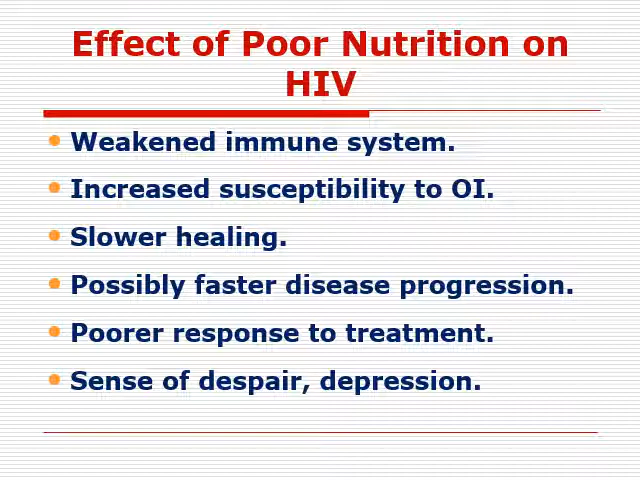 Effect of Poor Nutrition on
HIV
Weakened immune system.
Increased susceptibility to OI.
Slower healing.
Possibly faster disease progression.
Poorer response to treatment.
Sense of despair, depression.